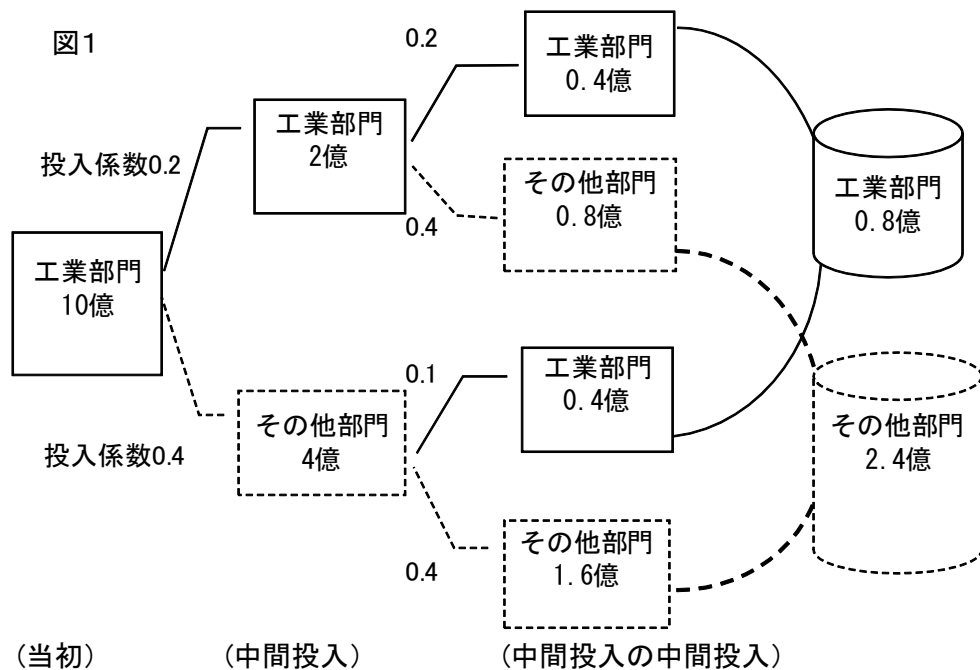 図1
工業部門
10億
投入係数0.2
投入係数0.4
工業部門
2億
その他部門
4億
0.2
0.4
0.1
0.4
工業部門
0.4億
その他部門
0.8億
工業部門
0.4億
その他部門
1.6億
工業部門
0.8億
その他部門
2.4億
(当初)
(中間投入)
(中間投入の中間投入)